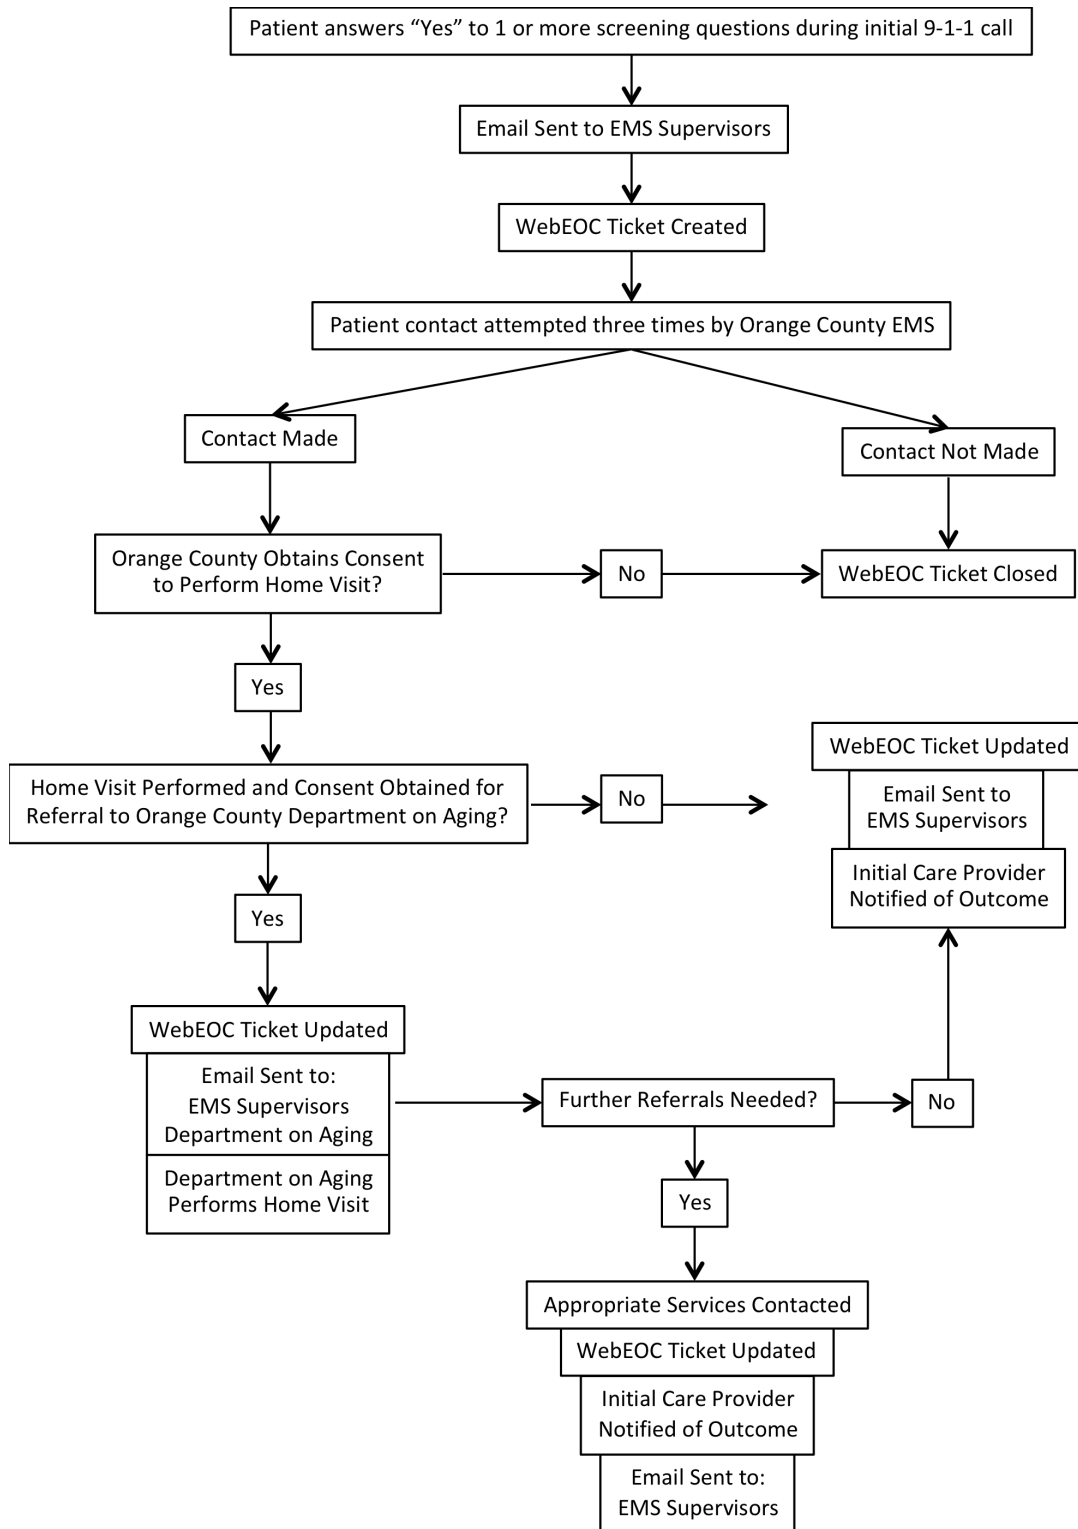 Patient answers “Yes” to 1 or more screening questions during initial 9-1-1 call
Email Sent to EMS Supervisors
WebEOC Ticket Created
Patient contact attempted three times by Orange County EMS
Contact Made
Contact Not Made
Orange County Obtains Consent
to Perform Home Visit?
No
WebEOC Ticket Closed
Yes
Home Visit Performed and Consent Obtained for
Referral to Orange County Department on Aging?
No
WebEOC Ticket Updated
Email Sent to
EMS Supervisors
Initial Care Provider
Notified of Outcome
Yes
WebEOC Ticket Updated
Email Sent to:
EMS Supervisors
Department on Aging
Department on Aging
Performs Home Visit
Further Referrals Needed?
No
Yes
Appropriate Services Contacted
WebEOC Ticket Updated
Initial Care Provider
Notified of Outcome
Email Sent to:
EMS Supervisors